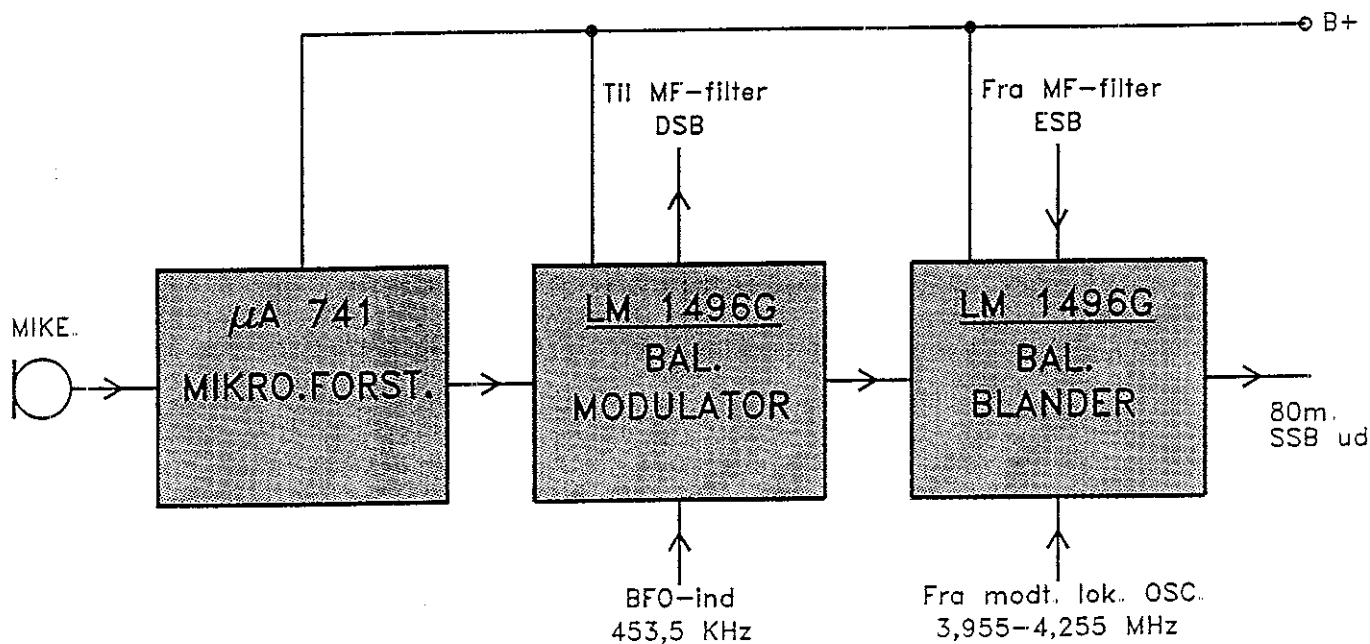 B+
Til MF-filter
DSB
Fra MF-filter
ESB
MIKE.
µA 741
MIKRO.FORST.
LM 1496G
BAL.
MODULATOR
LM 1496G
BAL.
BLANDER
80m.
SSB ud
BFO-ind
453,5 KHz
Fra modt. lok. OSC.
3,955-4,255 MHz